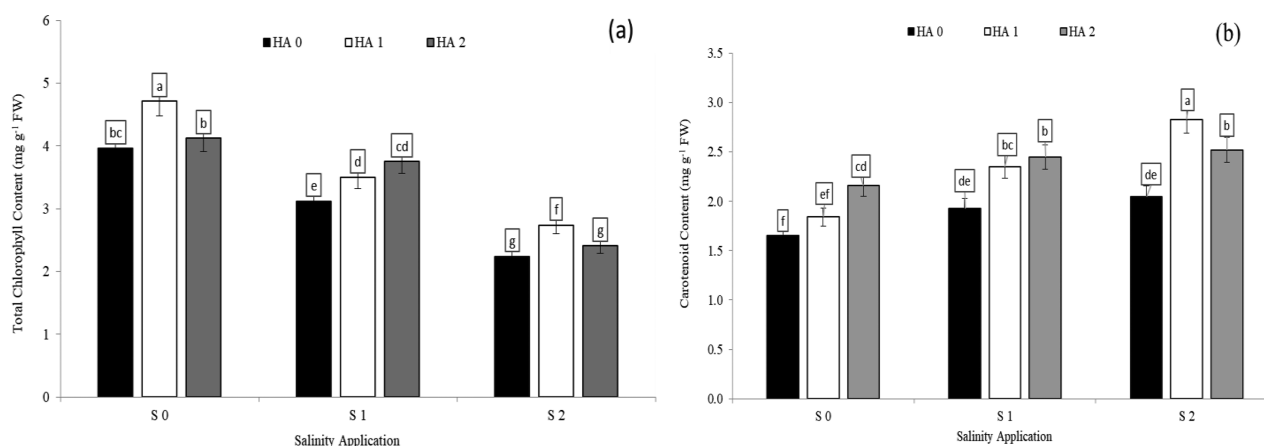 (a)
HA 0 HA 1 HA 2
Total Chlorophyll Content (mg g⁻¹ FW)
6
5
4
3
2
1
0
bc a b
e d cd
g f g
S 0 S 1 S 2
Salinity Application
(b)
HA 0 HA 1 HA 2
Carotenoid Content (mg g⁻¹ FW)
3.5
3.0
2.5
2.0
1.5
1.0
0.5
0.0
f ef cd
de bc b
de a b
S 0 S 1 S 2
Salinity Application